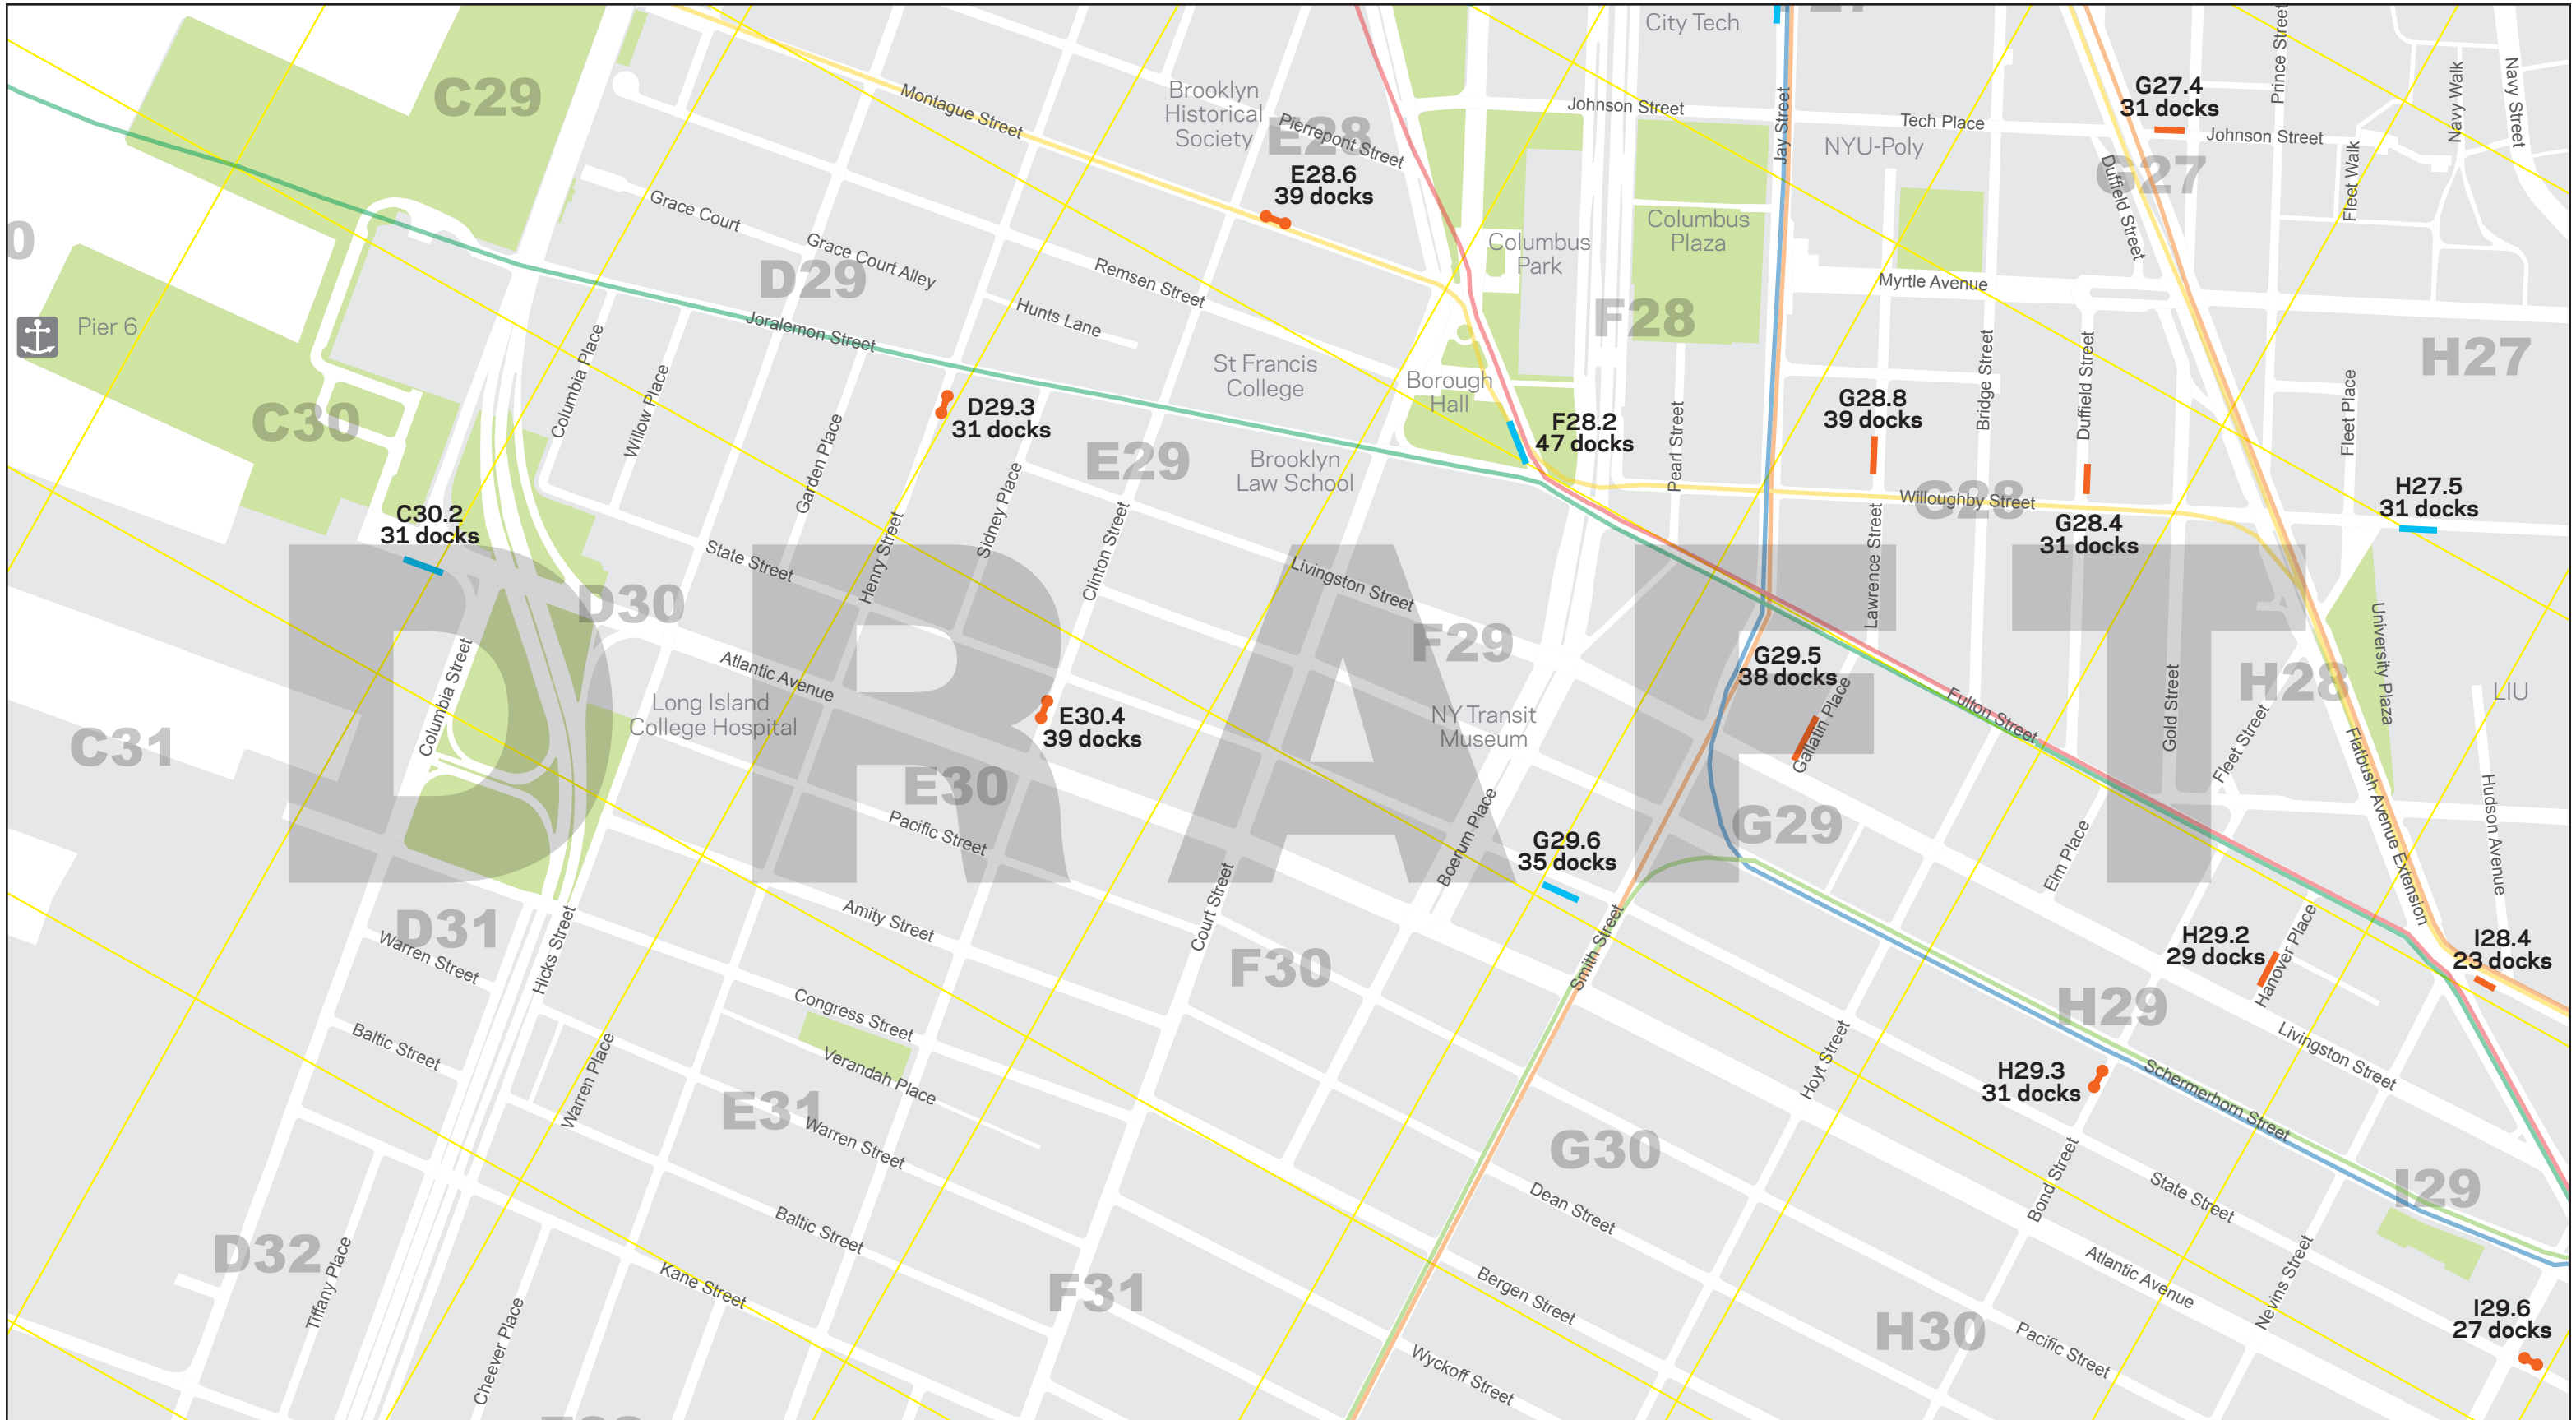 City Tech
Prince Street
Navy Walk
Navy Street
C29
Montague Street
Brooklyn
Historical
Society
E28
Pierrepont Street
Johnson Street
Jay Street
Tech Place
NYU-Poly
G27.4
31 docks
Johnson Street
Duffield Street
G27
Fleet Walk
E28.6
39 docks
Grace Court
Grace Court Alley
D29
Remsen Street
Hunts Lane
Columbus
Park
Columbus
Plaza
F28
Myrtle Avenue
H27
0
Pier 6
Joralemon Street
Columbia Place
Willow Place
Garden Place
St Francis
College
Borough
Hall
C30
D29.3
31 docks
E29
Brooklyn
Law School
F28.2
47 docks
Pearl Street
G28.8
39 docks
Bridge Street
Duffield Street
Fleet Place
Willoughby Street
G28
G28.4
31 docks
H27.5
31 docks
C30.2
31 docks
State Street
Henry Street
Sidney Place
Clinton Street
Livingston Street
Lawrence Street
DRAFT
D30
Atlantic Avenue
Long Island
College Hospital
Columbia Street
C31
E30.4
39 docks
F29
NY Transit
Museum
G29.5
38 docks
Gallatin Place
Fulton Street
Gold Street
Fleet Street
H28
University Plaza
LIU
E30
Pacific Street
Boerum Place
G29.6
35 docks
G29
Elm Place
Flatbush Avenue Extension
Hudson Avenue
D31
Warren Street
Hicks Street
Amity Street
Court Street
F30
Smith Street
H29.2
29 docks
Hanover Place
I28.4
23 docks
Baltic Street
Warren Place
Congress Street
Verandah Place
E31
Warren Street
Hoyt Street
H29
H29.3
31 docks
Livingston Street
Schermerhorn Street
G30
Dean Street
Bond Street
State Street
I29
D32
Tiffany Place
Baltic Street
Kane Street
Cheever Place
F31
Bergen Street
Wyckoff Street
H30
Atlantic Avenue
Pacific Street
Nevins Street
I29.6
27 docks